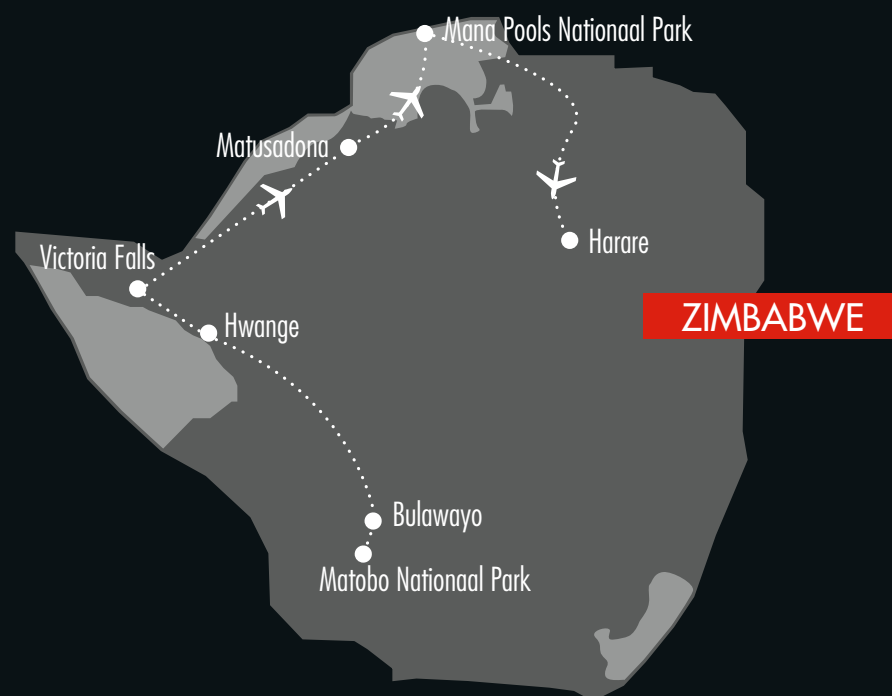 Mana Pools Nationaal Park
Matusadona
Harare
Victoria Falls
ZIMBABWE
Hwange
Bulawayo
Matobo Nationaal Park